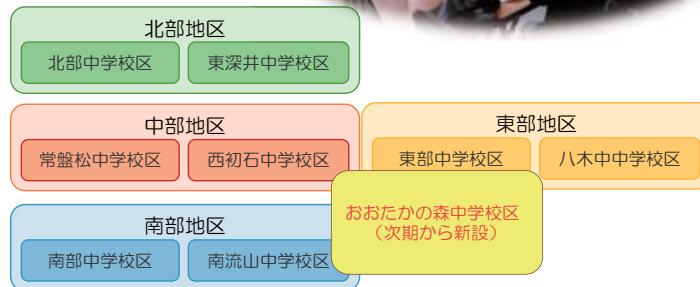 北部地区
北部中学校区
東深井中学校区
中部地区
常盤松中学校区
西初石中学校区
東部地区
東部中学校区
八木中中学校区
おおたかの森中学校区
（次期から新設）
南部地区
南部中学校区
南流山中学校区